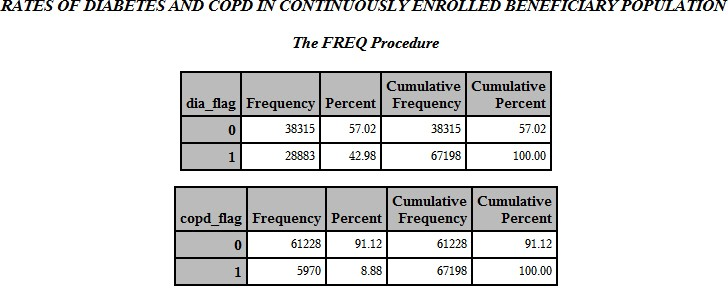 RATES OF DIABETES AND COPD IN CONTINUOUSLY ENROLLED BENEFICIARY POPULATION
The FREQ Procedure
dia_flag Frequency Percent Cumulative Frequency Cumulative Percent
0 38315 57.02 38315 57.02
1 28883 42.98 67198 100.00
copd_flag Frequency Percent Cumulative Frequency Cumulative Percent
0 61228 91.12 61228 91.12
1 5970 8.88 67198 100.00